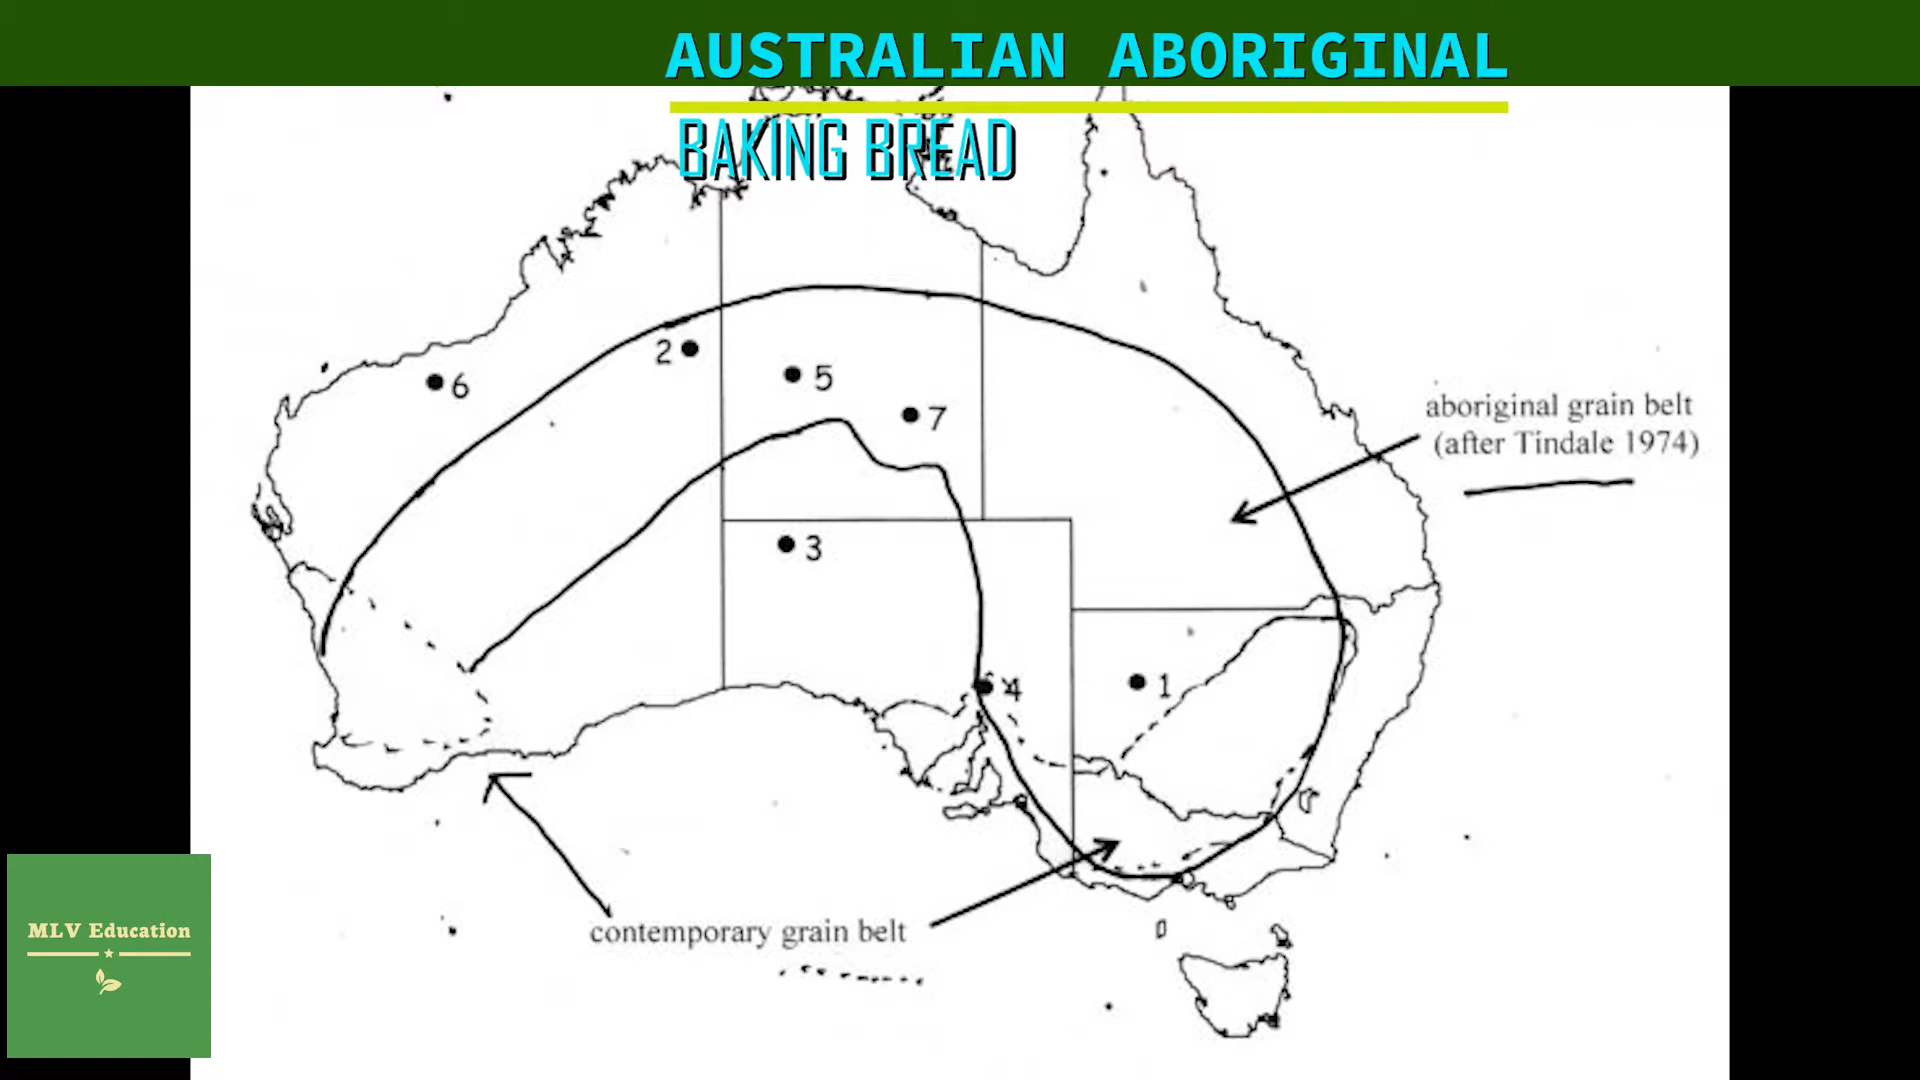 AUSTRALIAN ABORIGINAL
BAKING BREAD
2
5
6
7
aboriginal grain belt
(after Tindale 1974)
3
4
1
contemporary grain belt
MLV Education